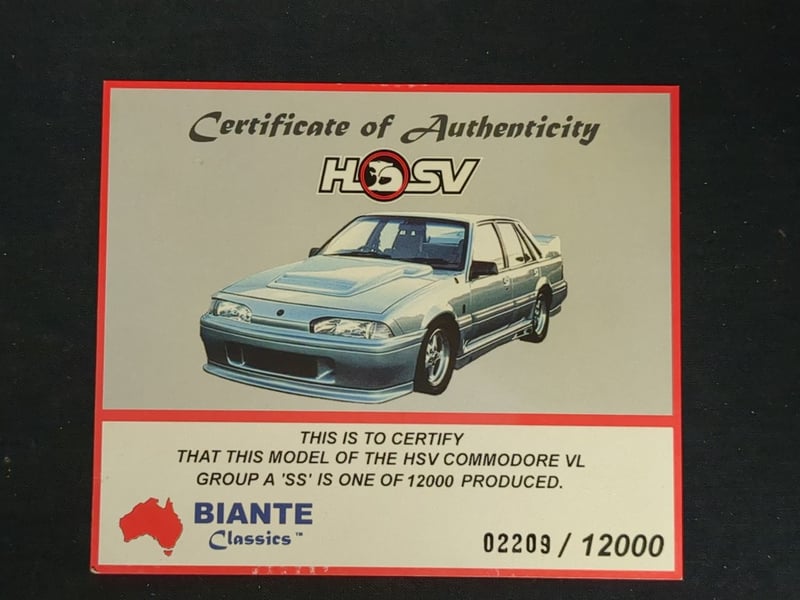 Certificate of Authenticity
HSV
THIS IS TO CERTIFY
THAT THIS MODEL OF THE HSV COMMODORE VL
GROUP A 'SS' IS ONE OF 12000 PRODUCED.
BIANTE
Classics™
02209 / 12000